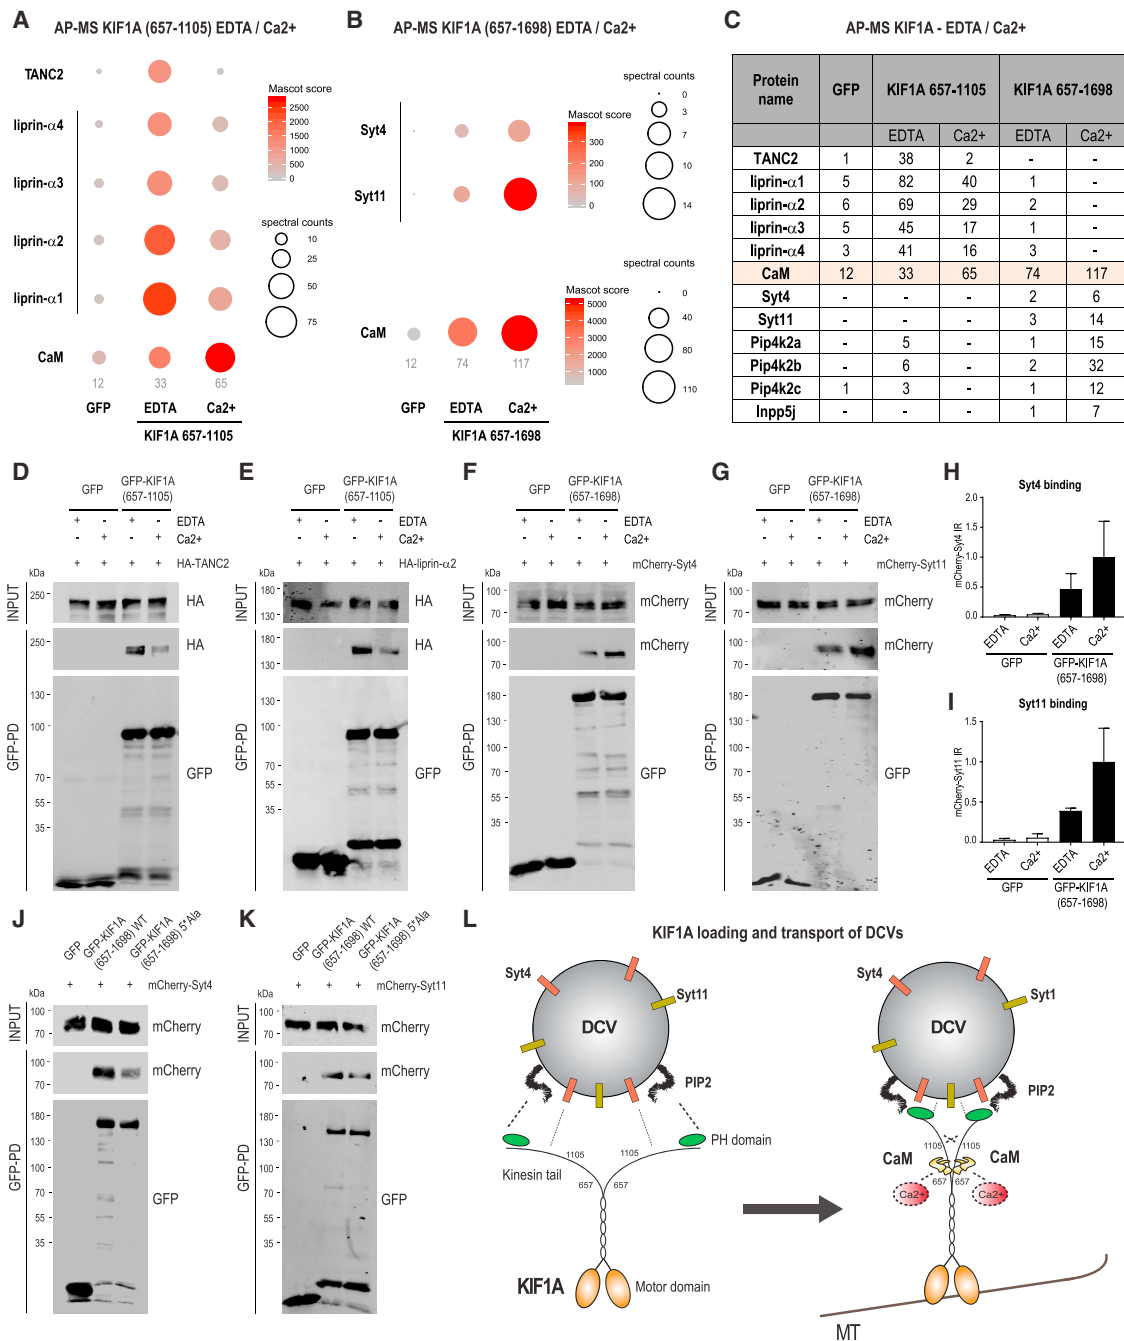 A
AP-MS KIF1A (657-1105) EDTA / Ca2+
TANC2
liprin-α4
liprin-α3
liprin-α2
liprin-α1
CaM
12 33 65
GFP EDTA Ca2+
KIF1A 657-1105
Mascot score
2500
2000
1500
1000
500
0
spectral counts
10
25
50
75
B
AP-MS KIF1A (657-1698) EDTA / Ca2+
Syt4
Syt11
CaM
12 74 117
GFP EDTA Ca2+
KIF1A 657-1698
spectral counts
0
3
7
10
14
Mascot score
300
200
100
0
spectral counts
0
40
80
110
Mascot score
5000
4000
3000
2000
1000
0
C
AP-MS KIF1A - EDTA / Ca2+
Protein name GFP KIF1A 657-1105 KIF1A 657-1698
EDTA Ca2+ EDTA Ca2+
TANC2 1 38 2 - -
liprin-α1 5 82 40 1 -
liprin-α2 6 69 29 2 -
liprin-α3 5 45 17 1 -
liprin-α4 3 41 16 3 -
CaM 12 33 65 74 117
Syt4 - - - 2 6
Syt11 - - - 3 14
Pip4k2a - 5 - 1 15
Pip4k2b - 6 - 2 32
Pip4k2c 1 3 - 1 12
Inpp5j - - - 1 7
D
GFP GFP-KIF1A (657-1105)
+ - + - EDTA
- + - + Ca2+
+ + + + HA-TANC2
kDa
INPUT
250
HA
GFP-PD
250
HA
130
100
70
55
35
GFP
E
GFP GFP-KIF1A (657-1105)
+ - + - EDTA
- + - + Ca2+
+ + + + HA-liprin-α2
kDa
INPUT
180
130
HA
GFP-PD
180
130
HA
130
100
70
55
35
GFP
F
GFP GFP-KIF1A (657-1698)
+ - + - EDTA
- + - + Ca2+
+ + + + mCherry-Syt4
kDa
INPUT
100
70
mCherry
GFP-PD
100
70
mCherry
180
130
100
70
55
35
GFP
G
GFP GFP-KIF1A (657-1698)
+ - + - EDTA
- + - + Ca2+
+ + + + mCherry-Syt11
kDa
INPUT
100
70
mCherry
GFP-PD
90
70
mCherry
180
130
100
70
55
35
GFP
H
Syt4 binding
mCherry-Syt4 IR
2.0
1.0
0.0
EDTA Ca2+ EDTA Ca2+
GFP GFP-KIF1A (657-1698)
I
Syt11 binding
mCherry-Syt11 IR
1.5
1.0
0.5
0.0
EDTA Ca2+ EDTA Ca2+
GFP GFP-KIF1A (657-1698)
J
GFP
GFP-KIF1A (657-1698) WT
GFP-KIF1A (657-1698) 5*Ala
+ + + mCherry-Syt4
kDa
INPUT
100
70
mCherry
GFP-PD
100
70
mCherry
180
130
100
70
55
35
GFP
K
GFP
GFP-KIF1A (657-1698) WT
GFP-KIF1A (657-1698) 5*Ala
+ + + mCherry-Syt11
kDa
INPUT
100
70
mCherry
GFP-PD
100
70
mCherry
180
130
100
70
55
35
GFP
L
KIF1A loading and transport of DCVs
Syt4
Syt11
DCV
PIP2
PH domain
1105 1105
Kinesin tail
657 657
KIF1A
Motor domain
Syt4
Syt1
DCV
PIP2
1105 1105
CaM CaM
657 657
Ca2+ Ca2+
MT